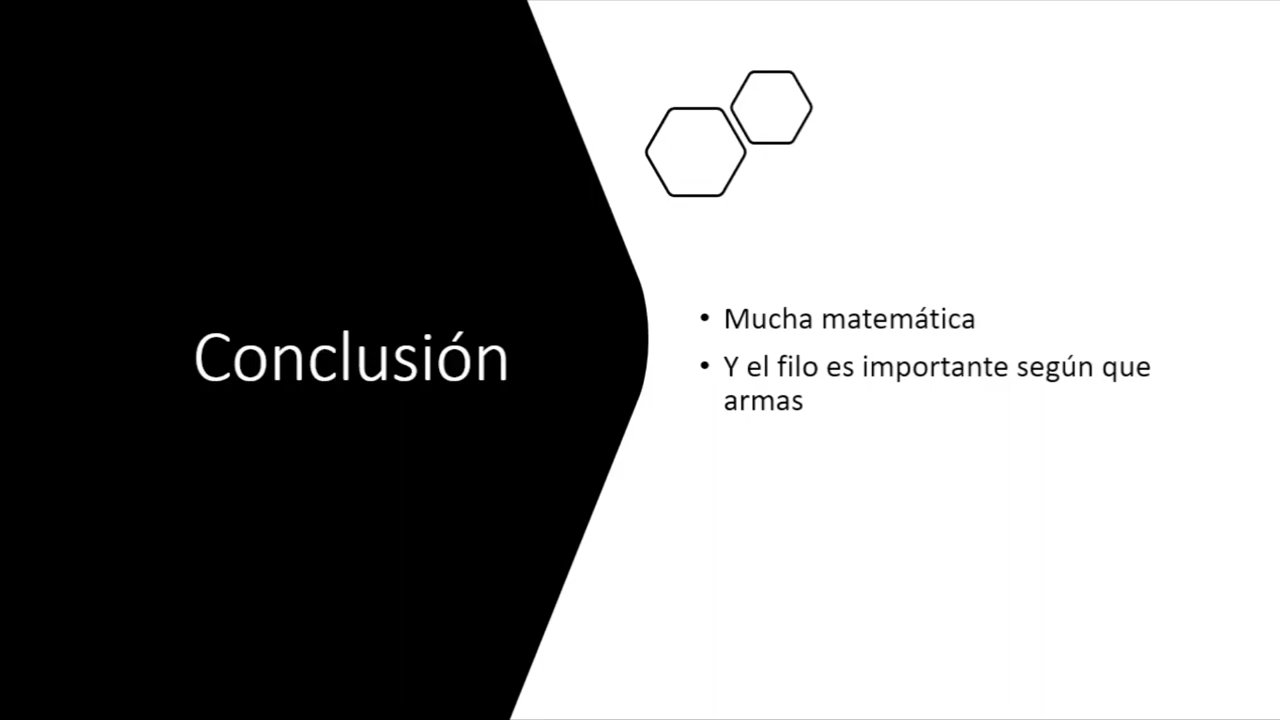 Conclusión
• Mucha matemática
• Y el filo es importante según que
armas